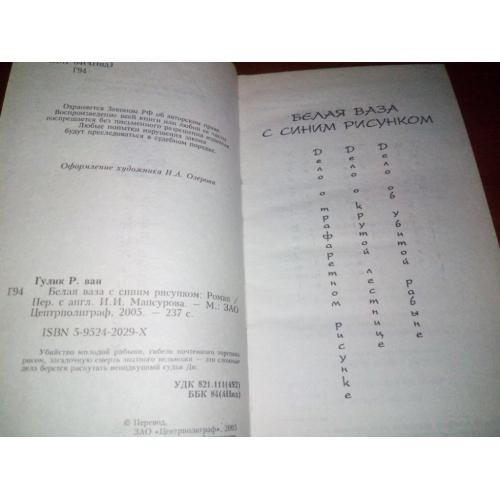 Г94
Охраняется Законом РФ об авторском праве.
Воспроизведение всей книги или любой ее части
воспрещается без письменного разрешения издателя.
Любые попытки нарушения закона
будут преследоваться в судебном порядке.
Оформление художника И.А. Озерова
Гулик Р. ван
Г94 Белая ваза с синим рисунком: Роман /
Пер. с англ. И.И. Мансурова. — М.: ЗАО
Центрполиграф, 2005. — 237 с.
ISBN 5-9524-2029-X
Убийство молодой рабыни, гибель почтенного торговца
рисом, загадочную смерть знатного вельможи — эти сложные
дела берется распутать неподкупный судья Ди.
УДК 821.111(492)
ББК 84(4Нид)
© Перевод,
ЗАО «Центрполиграф», 2005
БЕЛАЯ ВАЗА
С СИНИМ РИСУНКОМ
Дело о трафаретном рисунке
Дело о крутой лестнице
Дело об убитой рабыне